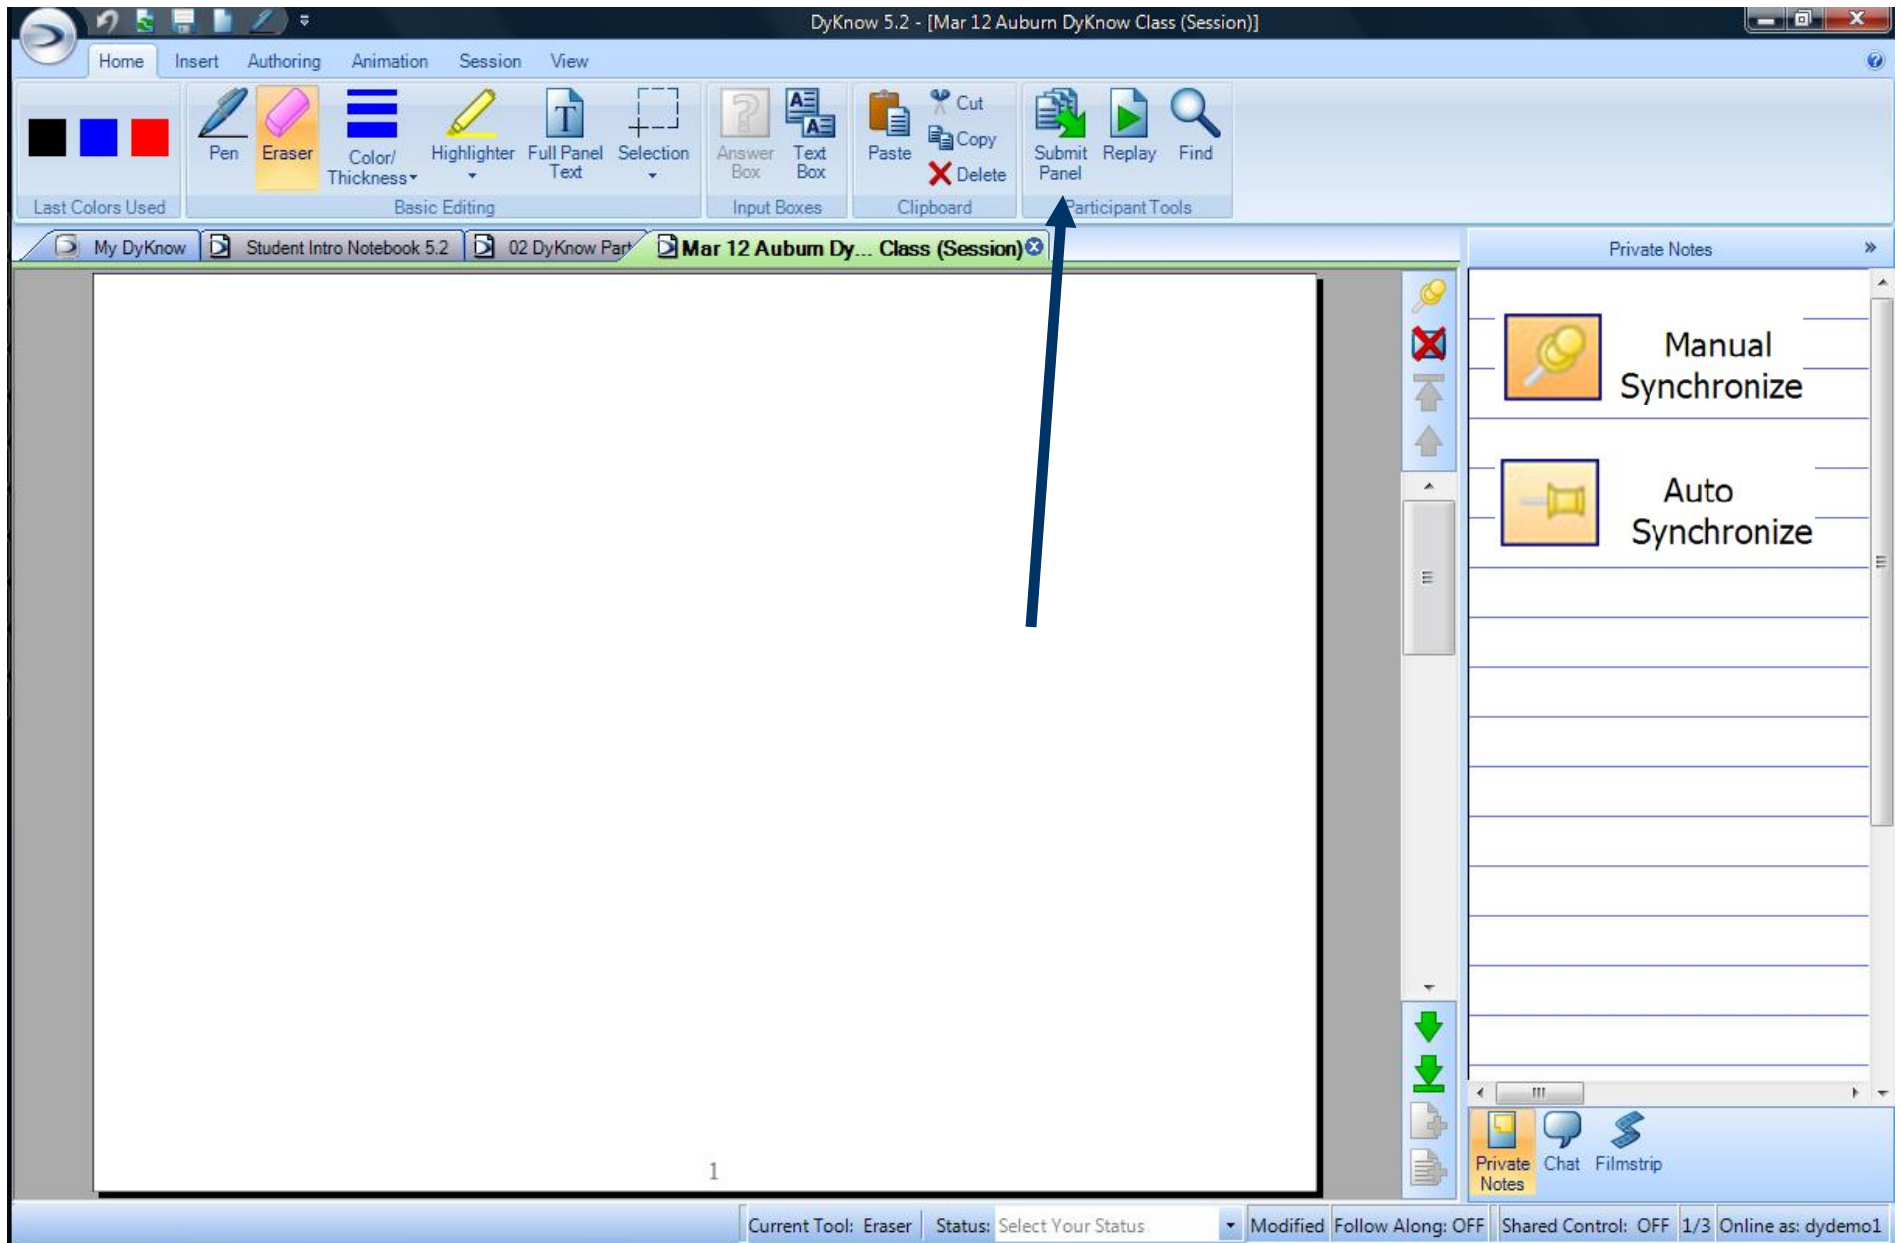 DyKnow 5.2 - [Mar 12 Auburn DyKnow Class (Session)]
Home Insert Authoring Animation Session View
Pen Eraser Color/ Thickness Highlighter Full Panel Text Selection Answer Box Text Box Paste Cut Copy Delete Submit Panel Replay Find
Last Colors Used Basic Editing Input Boxes Clipboard Participant Tools
My DyKnow Student Intro Notebook 5.2 02 DyKnow Part Mar 12 Auburn Dy... Class (Session) Private Notes
Manual
Synchronize
Auto
Synchronize
1
Private Notes Chat Filmstrip
Current Tool: Eraser Status: Select Your Status Modified Follow Along: OFF Shared Control: OFF 1/3 Online as: dydemo1